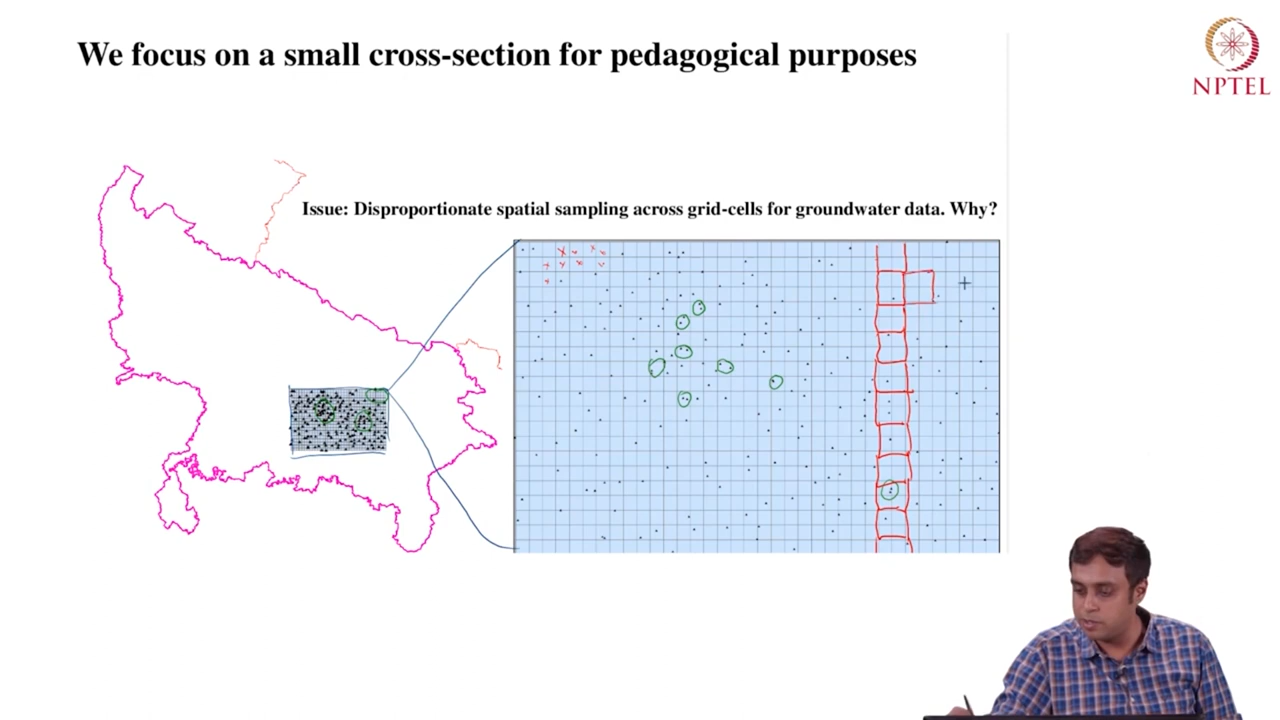 We focus on a small cross-section for pedagogical purposes
NPTEL
Issue: Disproportionate spatial sampling across grid-cells for groundwater data. Why?